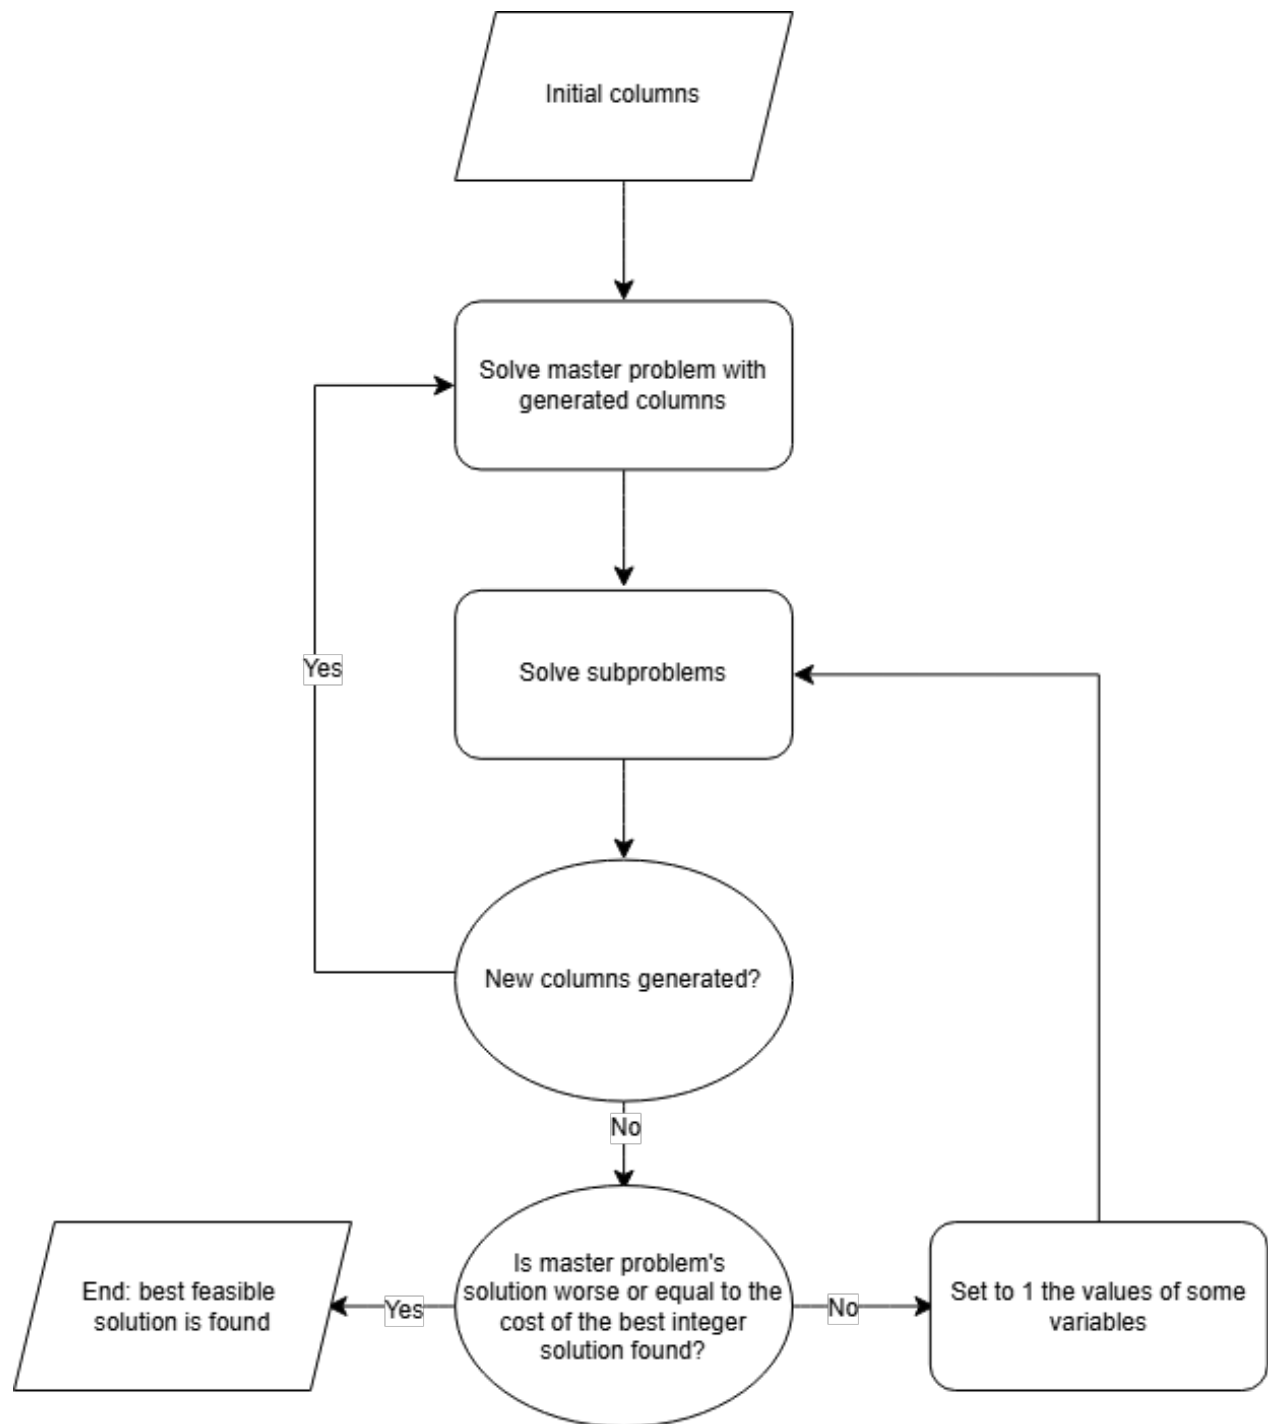 Initial columns
Solve master problem with
generated columns
Yes
Solve subproblems
New columns generated?
No
End: best feasible
solution is found
Yes
Is master problem's
solution worse or equal to the
cost of the best integer
solution found?
No
Set to 1 the values of some
variables